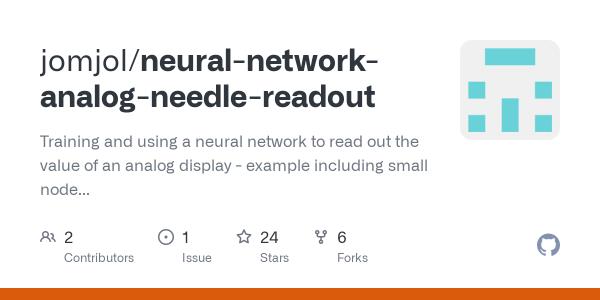 jomjol/neural-network-
analog-needle-readout
Training and using a neural network to read out the
value of an analog display - example including small
node...
2 1 24 6
Contributors Issue Stars Forks